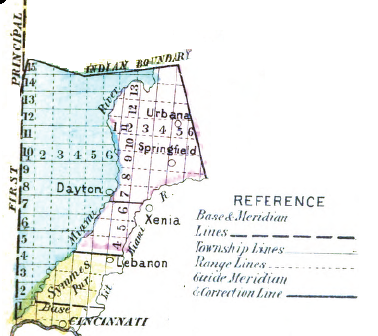 PRINCIPAL
FIRST
INDIAN BOUNDARY
15
14
13
12
11
10 1 2 3 4 5 6
9
8
7
6
5
4
3
2
River
13
12
11
10
9
8
7
6
5
4
1 2 3 4 5 6
Urbana
Springfield
Dayton
Miami
Xenia
Miami R.
Lebanon
Symmes
Pur.
Lit
Base
CINCINNATI
REFERENCE
Base & Meridian
Lines
Township Lines
Range Lines
Guide Meridian
& Correction Line